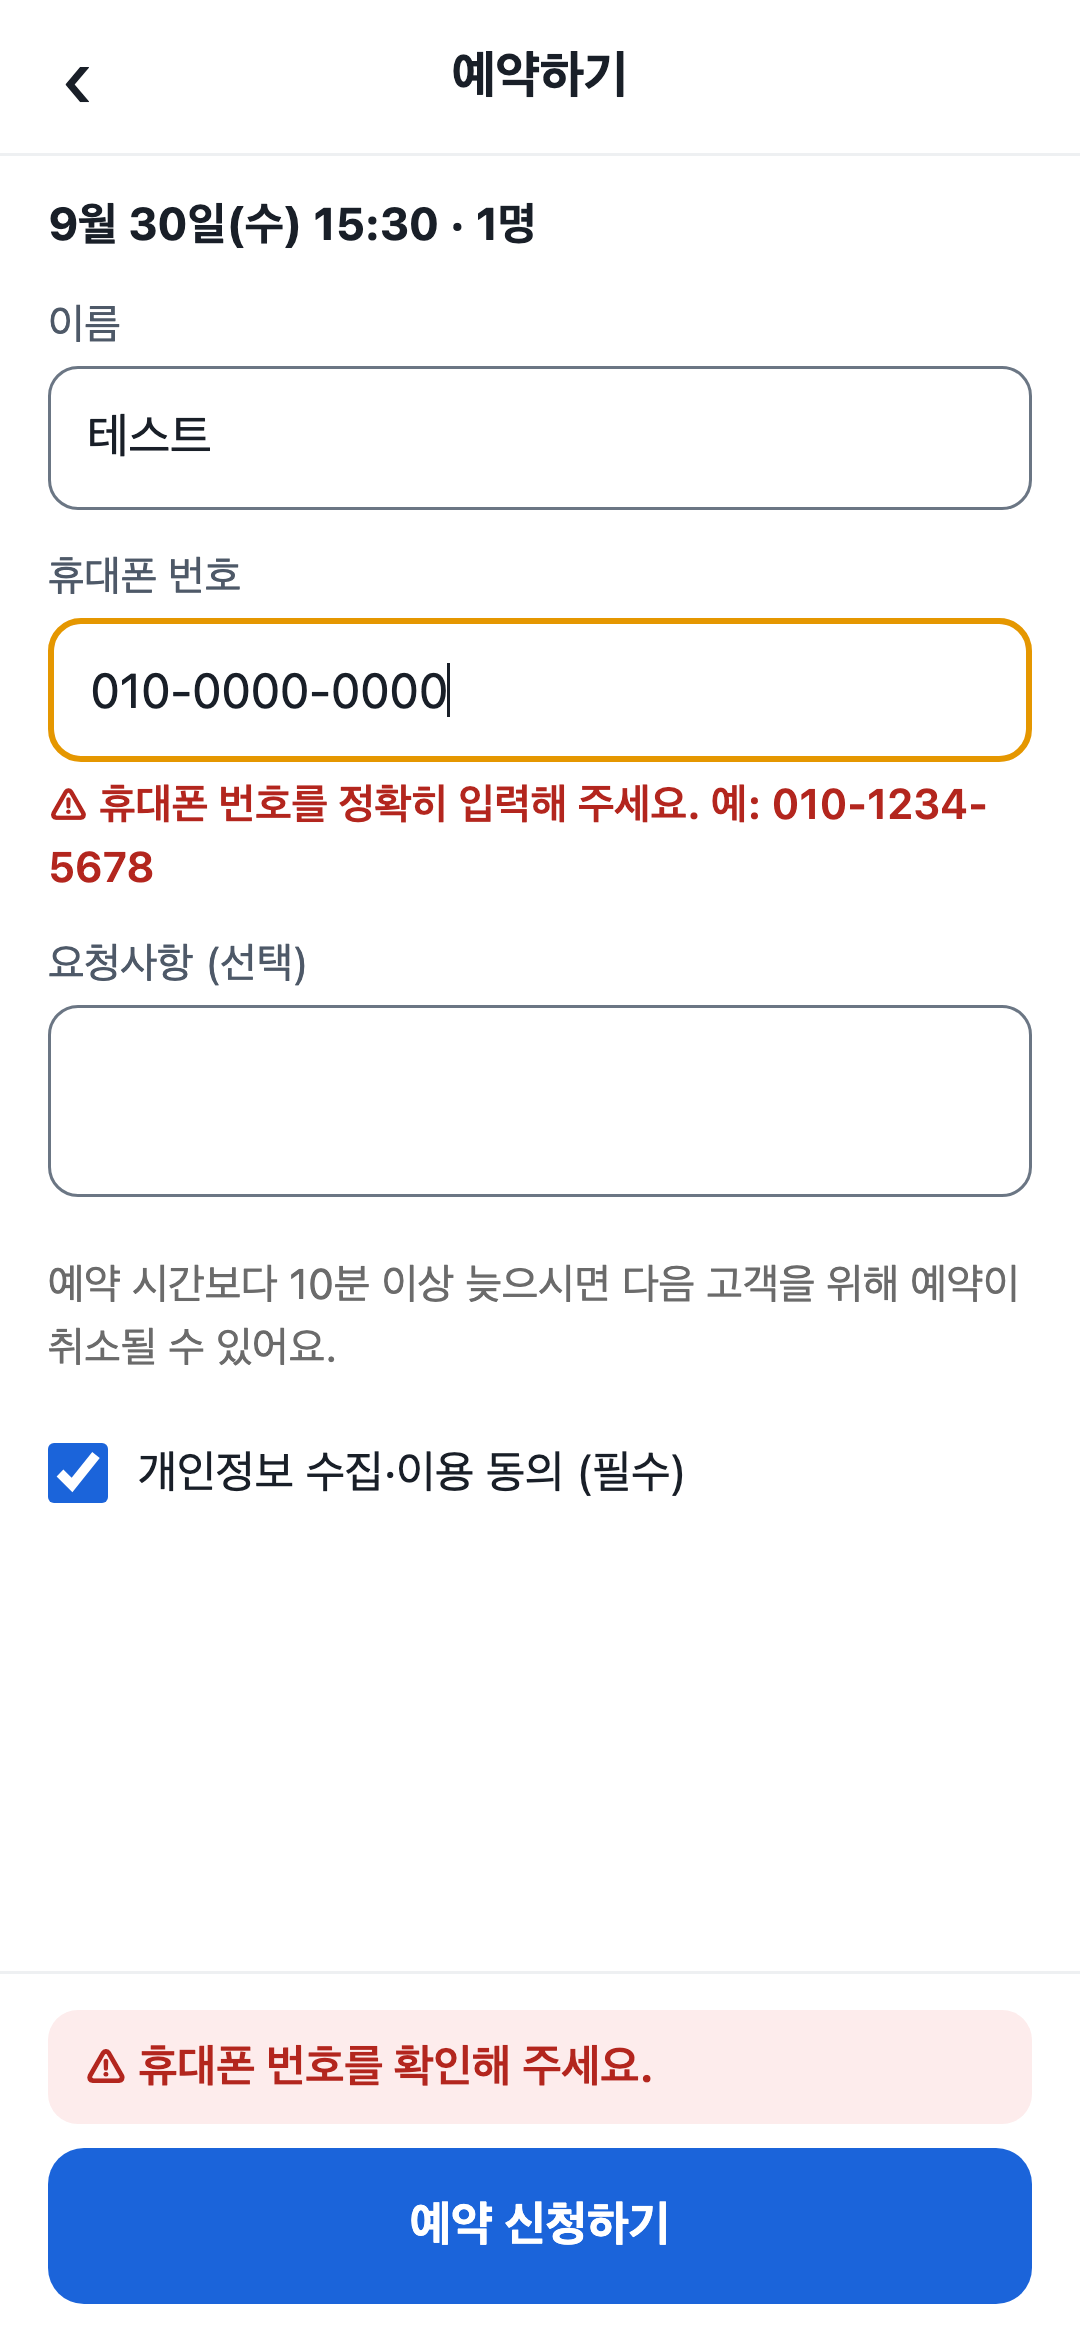 예약하기
9월 30일(수) 15:30 · 1명
이름
테스트
휴대폰 번호
010-0000-0000
⚠ 휴대폰 번호를 정확히 입력해 주세요. 예: 010-1234-
5678
요청사항 (선택)
예약 시간보다 10분 이상 늦으시면 다음 고객을 위해 예약이
취소될 수 있어요.
개인정보 수집·이용 동의 (필수)
⚠ 휴대폰 번호를 확인해 주세요.
예약 신청하기